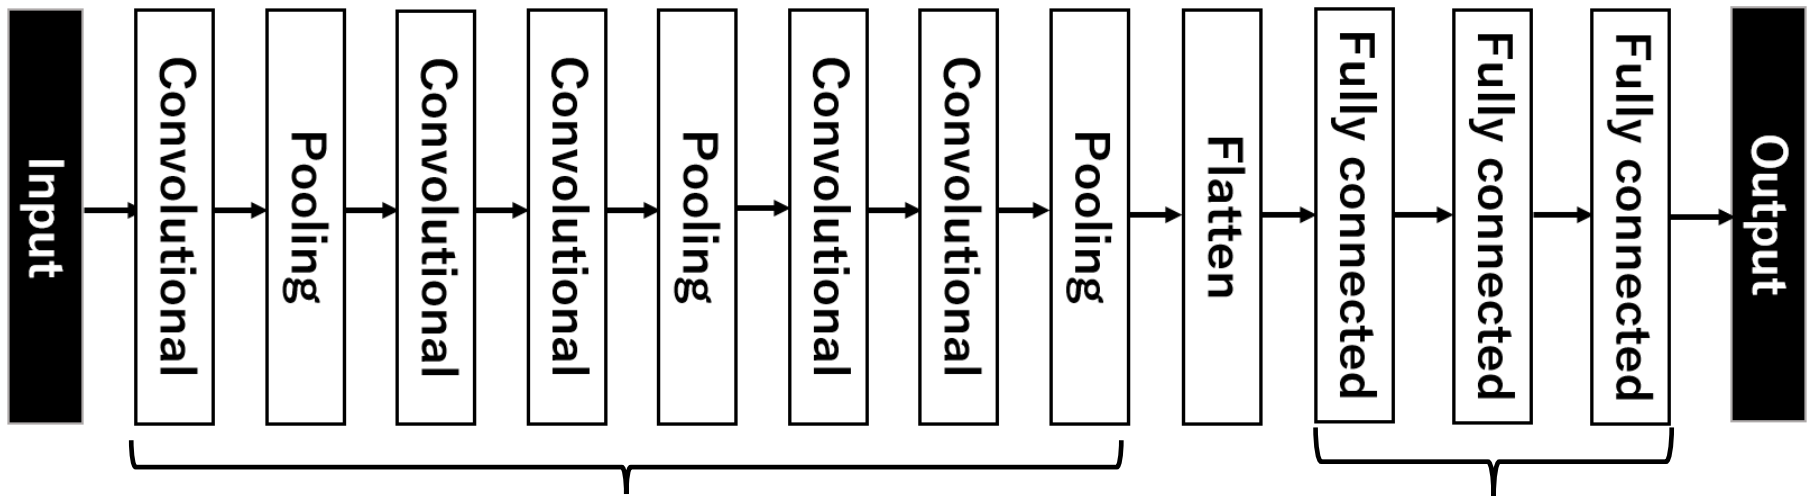 Input
Convolutional
Pooling
Convolutional
Convolutional
Pooling
Convolutional
Convolutional
Pooling
Flatten
Fully connected
Fully connected
Fully connected
Output